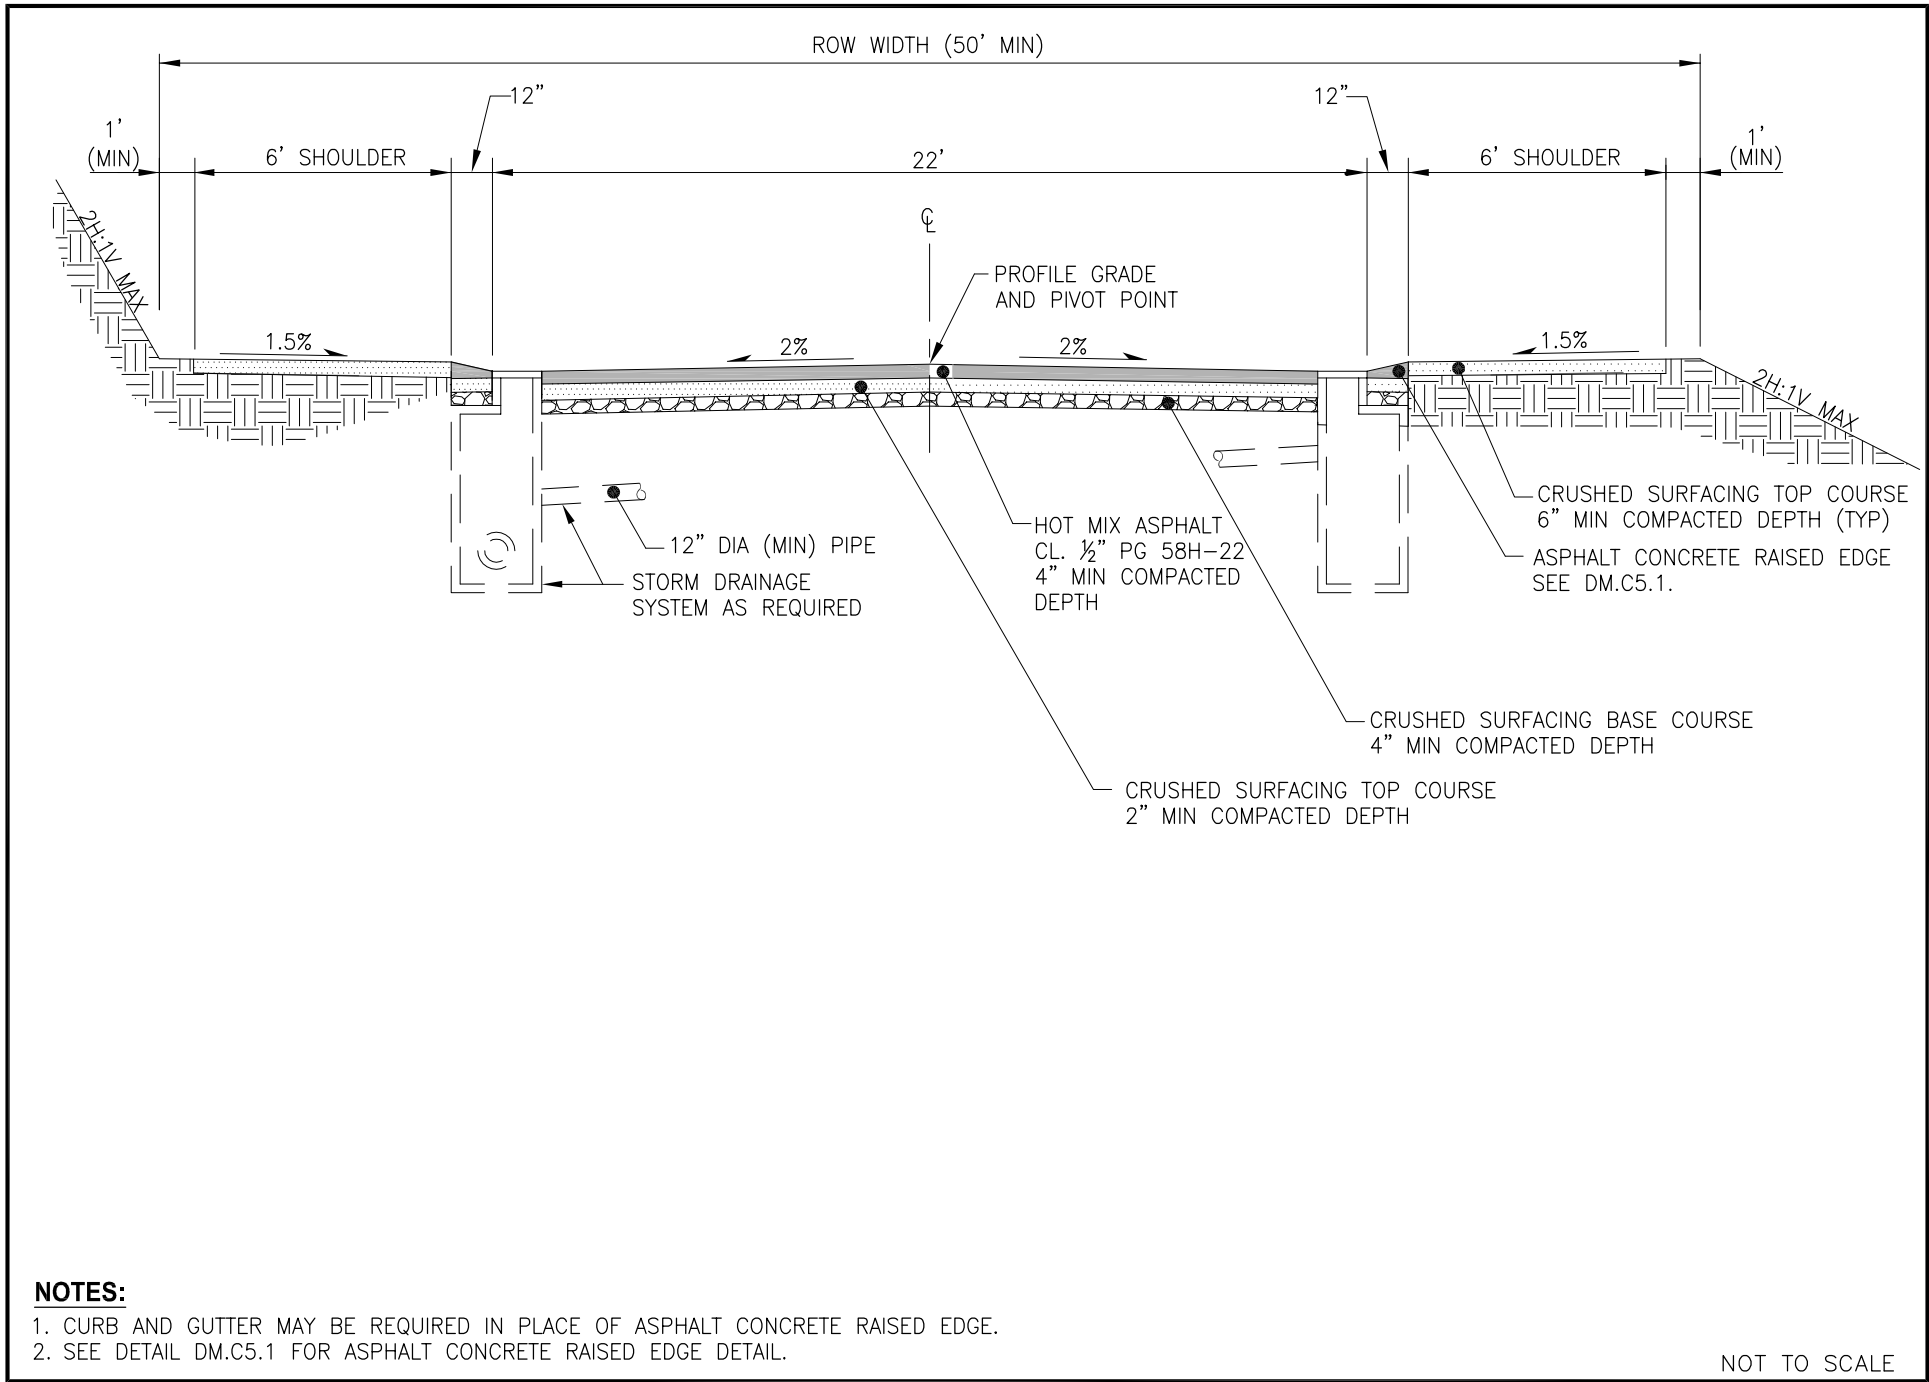 ROW WIDTH (50' MIN)
12"
12"
1'
(MIN)
6' SHOULDER
22'
6' SHOULDER
1'
(MIN)
℄
2H:1V MAX
PROFILE GRADE
AND PIVOT POINT
1.5%
2%
2%
1.5%
2H:1V MAX
CRUSHED SURFACING TOP COURSE
6" MIN COMPACTED DEPTH (TYP)
HOT MIX ASPHALT
CL. ½" PG 58H-22
4" MIN COMPACTED
DEPTH
12" DIA (MIN) PIPE
ASPHALT CONCRETE RAISED EDGE
SEE DM.C5.1.
STORM DRAINAGE
SYSTEM AS REQUIRED
CRUSHED SURFACING BASE COURSE
4" MIN COMPACTED DEPTH
CRUSHED SURFACING TOP COURSE
2" MIN COMPACTED DEPTH
NOTES:
1. CURB AND GUTTER MAY BE REQUIRED IN PLACE OF ASPHALT CONCRETE RAISED EDGE.
2. SEE DETAIL DM.C5.1 FOR ASPHALT CONCRETE RAISED EDGE DETAIL.
NOT TO SCALE